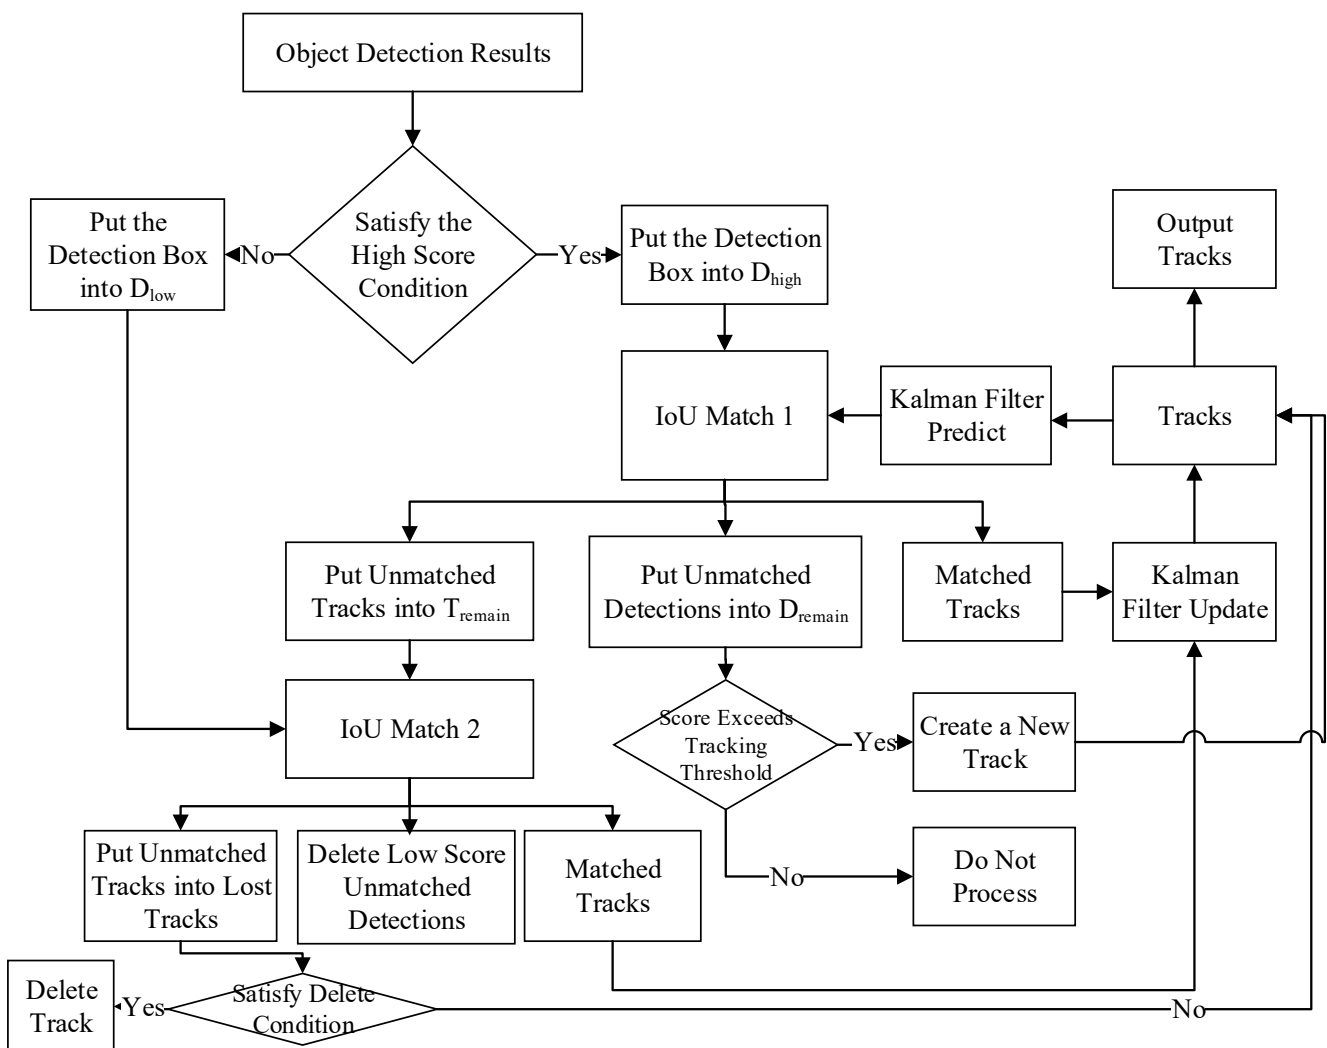 Object Detection Results
Satisfy the
High Score
Condition
No
Yes
Put the
Detection Box
into D_low
Put the Detection
Box into D_high
Output
Tracks
IoU Match 1
Kalman Filter
Predict
Tracks
Put Unmatched
Tracks into T_remain
Put Unmatched
Detections into D_remain
Matched
Tracks
Kalman
Filter Update
IoU Match 2
Score Exceeds
Tracking
Threshold
Yes
Create a New
Track
No
Do Not
Process
Put Unmatched
Tracks into Lost
Tracks
Delete Low Score
Unmatched
Detections
Matched
Tracks
Delete
Track
Yes
Satisfy Delete
Condition
No